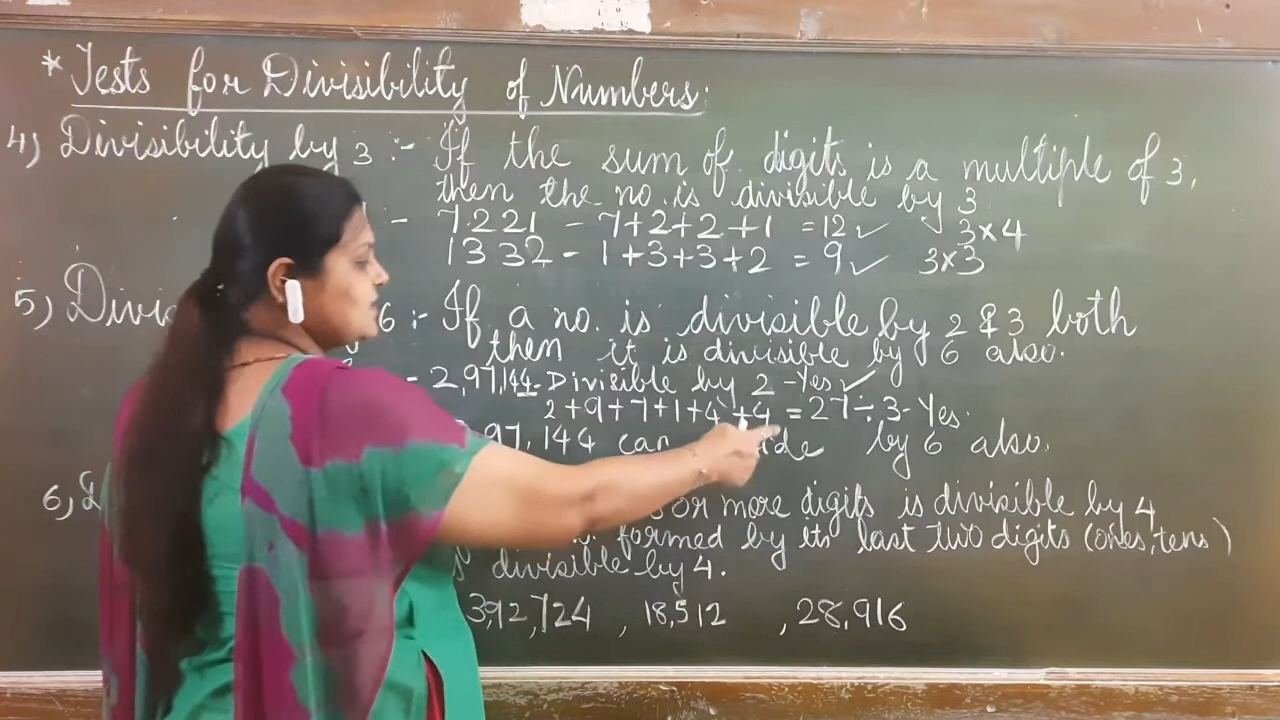 * Tests for Divisibility of Numbers:
4) Divisibility by 3 :- If the sum of digits is a multiple of 3,
then the no. is divisible by 3
- 7221 - 7+2+2+1 = 12 ✓ 3×4
1332 - 1+3+3+2 = 9 ✓ 3×3
5) 6 :- If a no. is divisible by 2 & 3 both
then it is divisible by 6 also.
- 2,97,144 - Divisible by 2 - Yes ✓
2+9+7+1+4+4 = 27÷3 - Yes.
97,144 can by 6 also.
6) or more digits is divisible by 4
formed by its last two digits (ones, tens)
divisible by 4.
3,92,724 , 18,512 , 28,916